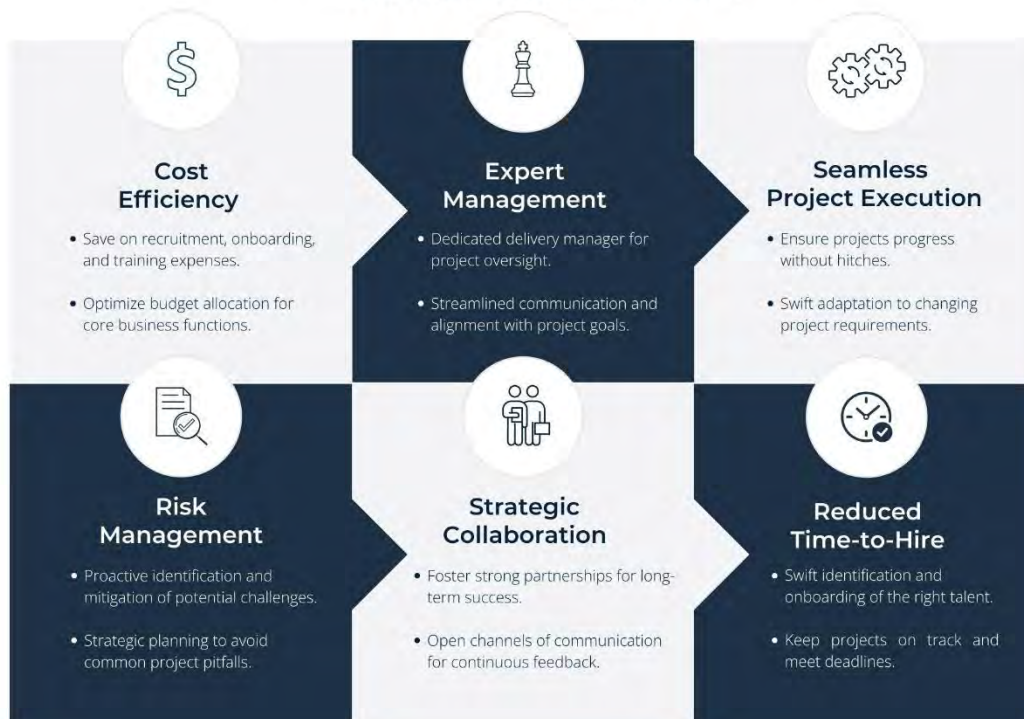 Cost
Efficiency
• Save on recruitment, onboarding,
and training expenses.
• Optimize budget allocation for
core business functions.
Expert
Management
• Dedicated delivery manager for
project oversight.
• Streamlined communication and
alignment with project goals.
Seamless
Project Execution
• Ensure projects progress
without hitches.
• Swift adaptation to changing
project requirements.
Risk
Management
• Proactive identification and
mitigation of potential challenges.
• Strategic planning to avoid
common project pitfalls.
Strategic
Collaboration
• Foster strong partnerships for long-
term success.
• Open channels of communication
for continuous feedback.
Reduced
Time-to-Hire
• Swift identification and
onboarding of the right talent.
• Keep projects on track and
meet deadlines.